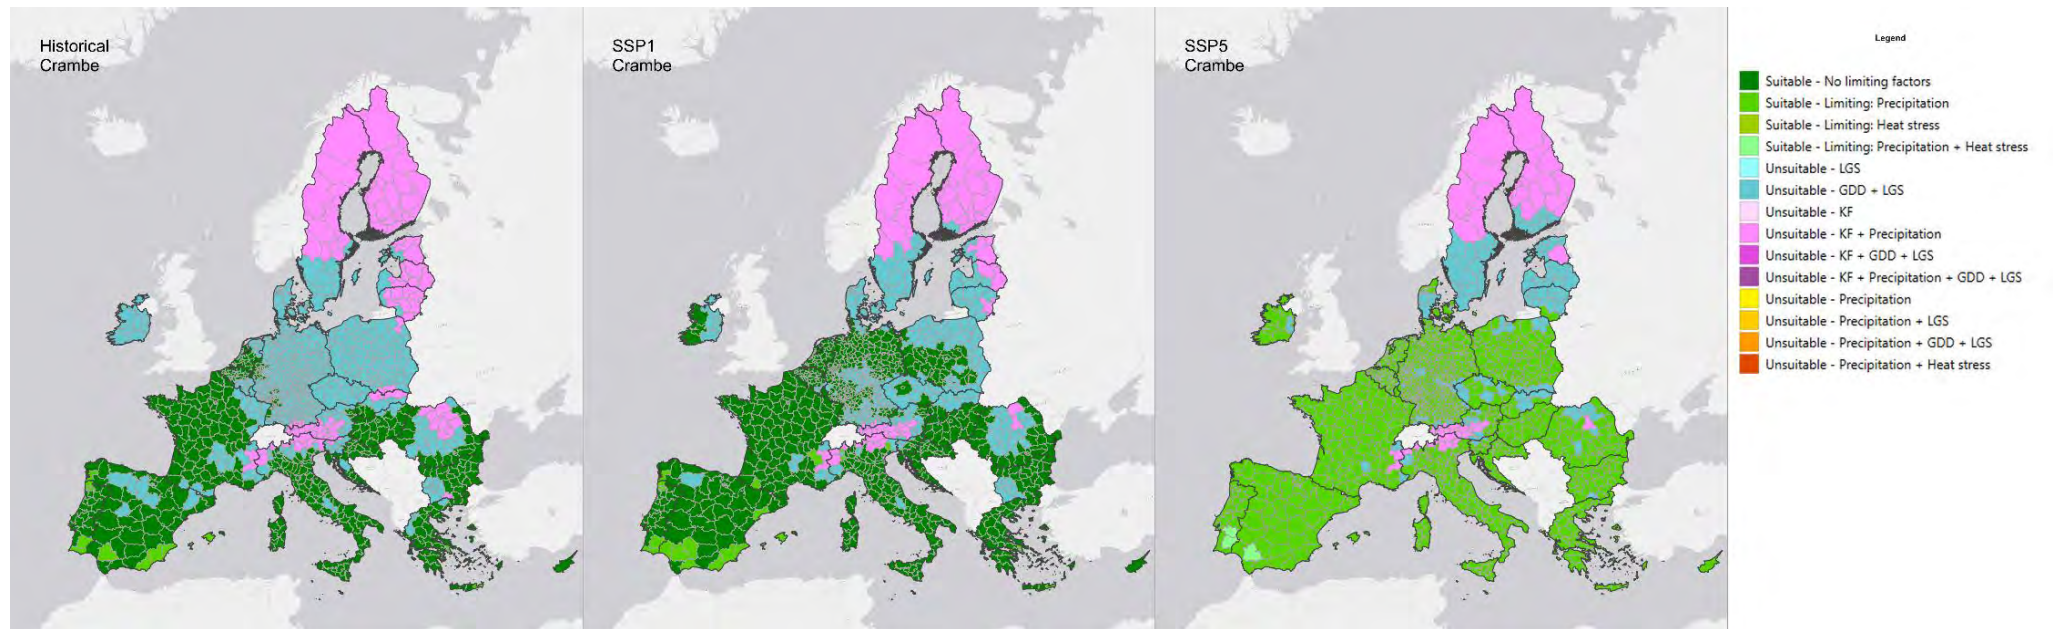 Historical
Crambe
SSP1
Crambe
SSP5
Crambe
Legend
Suitable - No limiting factors
Suitable - Limiting: Precipitation
Suitable - Limiting: Heat stress
Suitable - Limiting: Precipitation + Heat stress
Unsuitable - LGS
Unsuitable - GDD + LGS
Unsuitable - KF
Unsuitable - KF + Precipitation
Unsuitable - KF + GDD + LGS
Unsuitable - KF + Precipitation + GDD + LGS
Unsuitable - Precipitation
Unsuitable - Precipitation + LGS
Unsuitable - Precipitation + GDD + LGS
Unsuitable - Precipitation + Heat stress